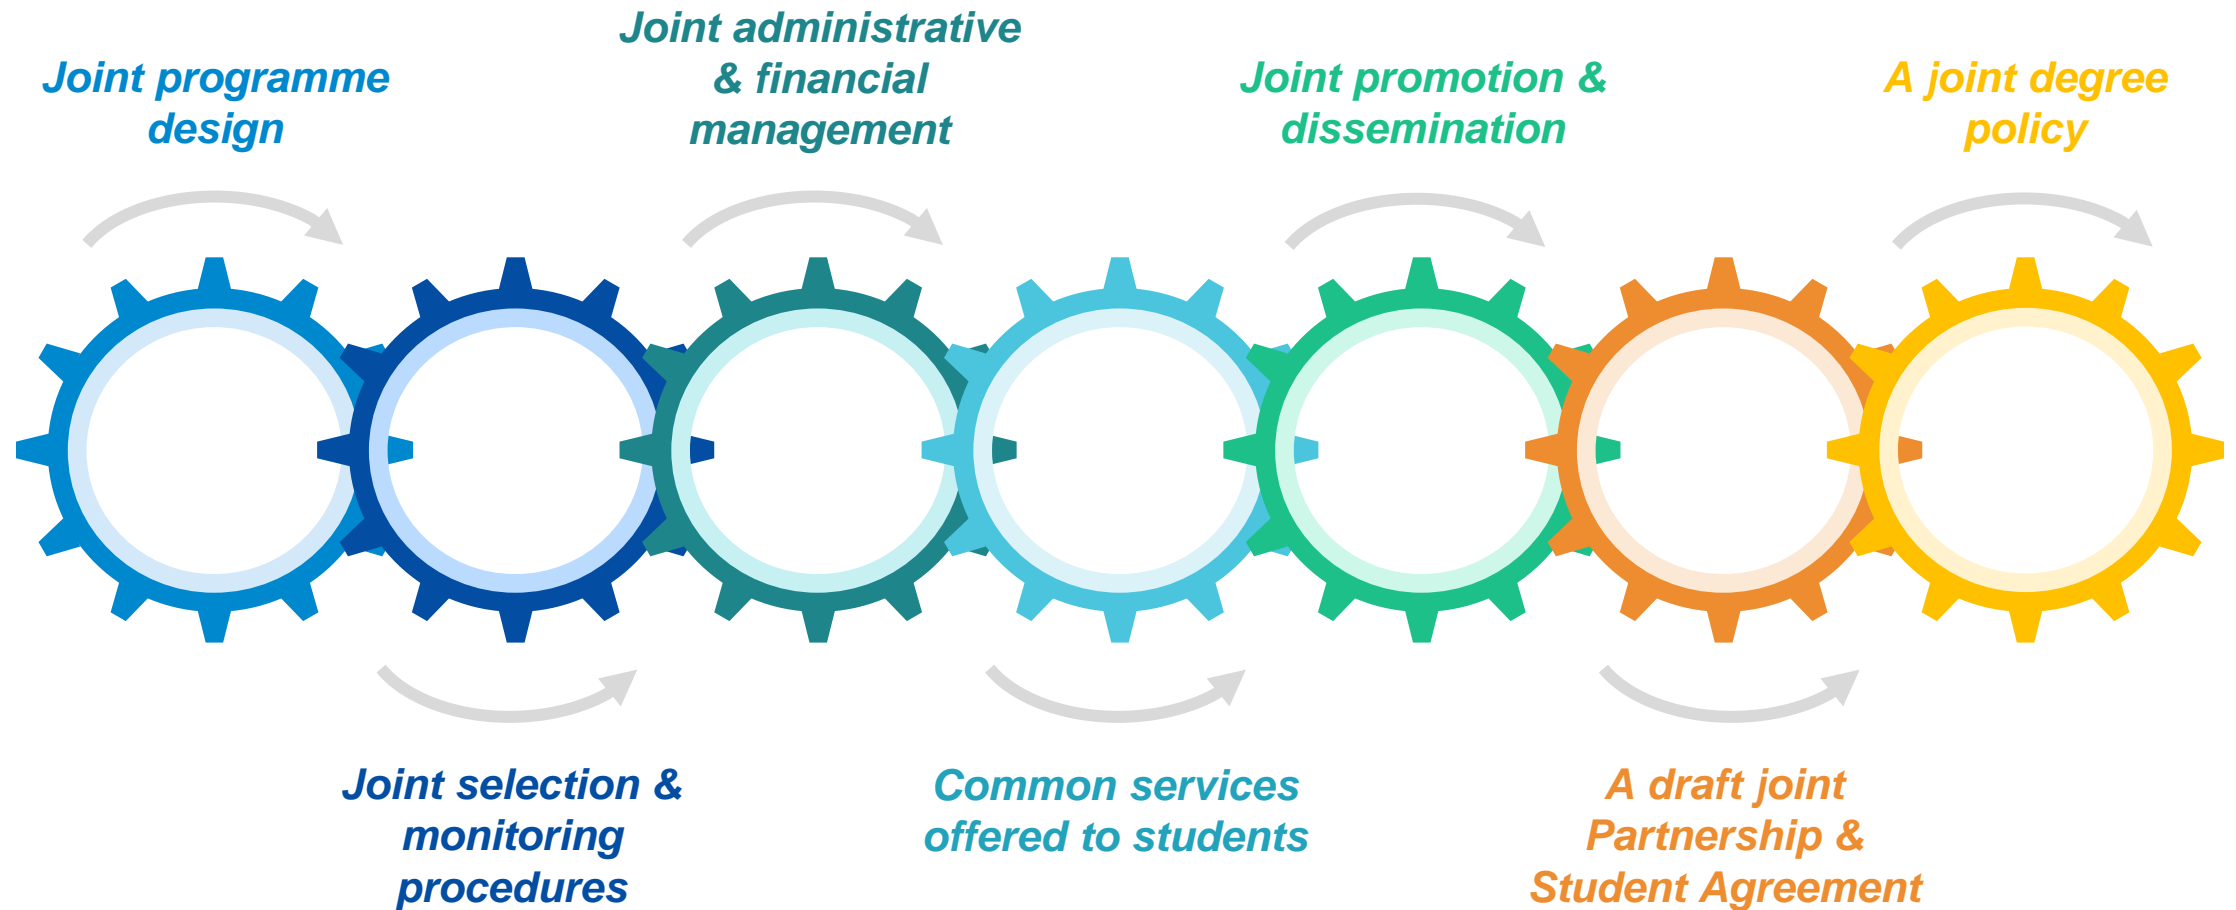 Joint programme
design
Joint selection &
monitoring
procedures
Joint administrative
& financial
management
Common services
offered to students
Joint promotion &
dissemination
A draft joint
Partnership &
Student Agreement
A joint degree
policy